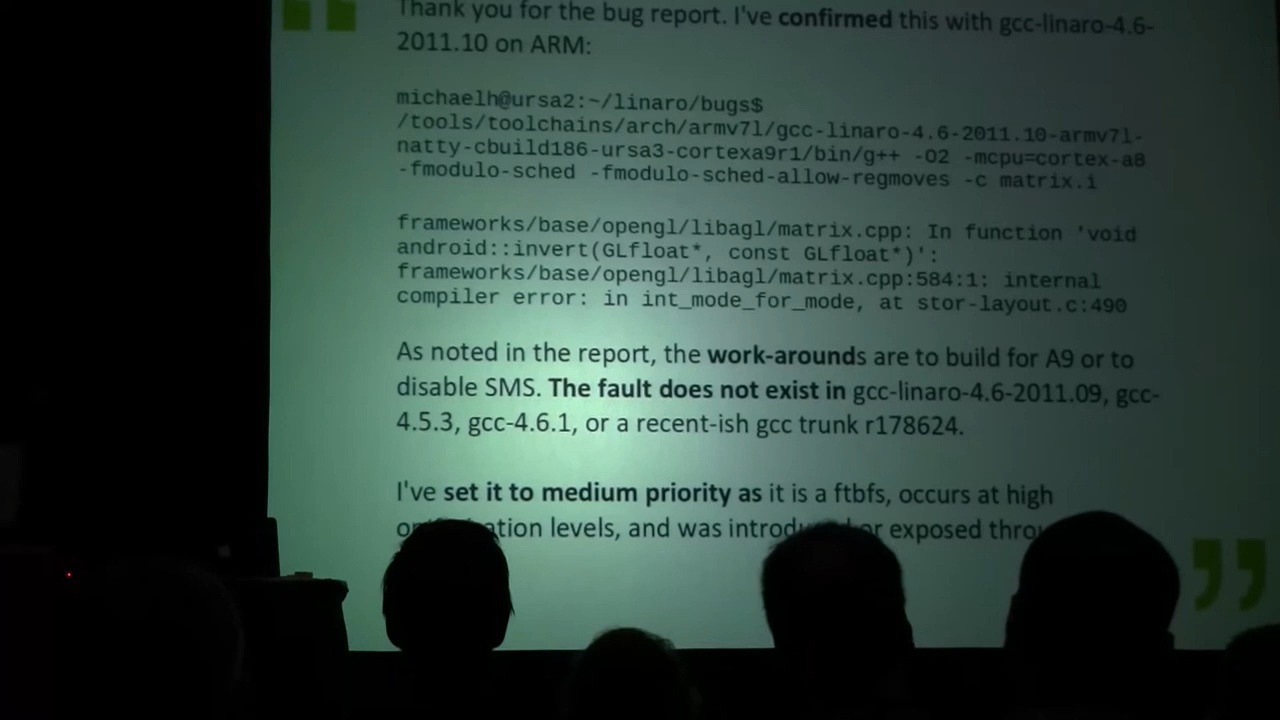 Thank you for the bug report. I've confirmed this with gcc-linaro-4.6-
2011.10 on ARM:
michaelh@ursa2:~/linaro/bugs$
/tools/toolchains/arch/armv7l/gcc-linaro-4.6-2011.10-armv7l-
natty-cbuild186-ursa3-cortexa9r1/bin/g++ -O2 -mcpu=cortex-a8
-fmodulo-sched -fmodulo-sched-allow-regmoves -c matrix.i
frameworks/base/opengl/libagl/matrix.cpp: In function 'void
android::invert(GLfloat*, const GLfloat*)':
frameworks/base/opengl/libagl/matrix.cpp:584:1: internal
compiler error: in int_mode_for_mode, at stor-layout.c:490
As noted in the report, the work-arounds are to build for A9 or to
disable SMS. The fault does not exist in gcc-linaro-4.6-2011.09, gcc-
4.5.3, gcc-4.6.1, or a recent-ish gcc trunk r178624.
I've set it to medium priority as it is a ftbfs, occurs at high
levels, and was or exposed